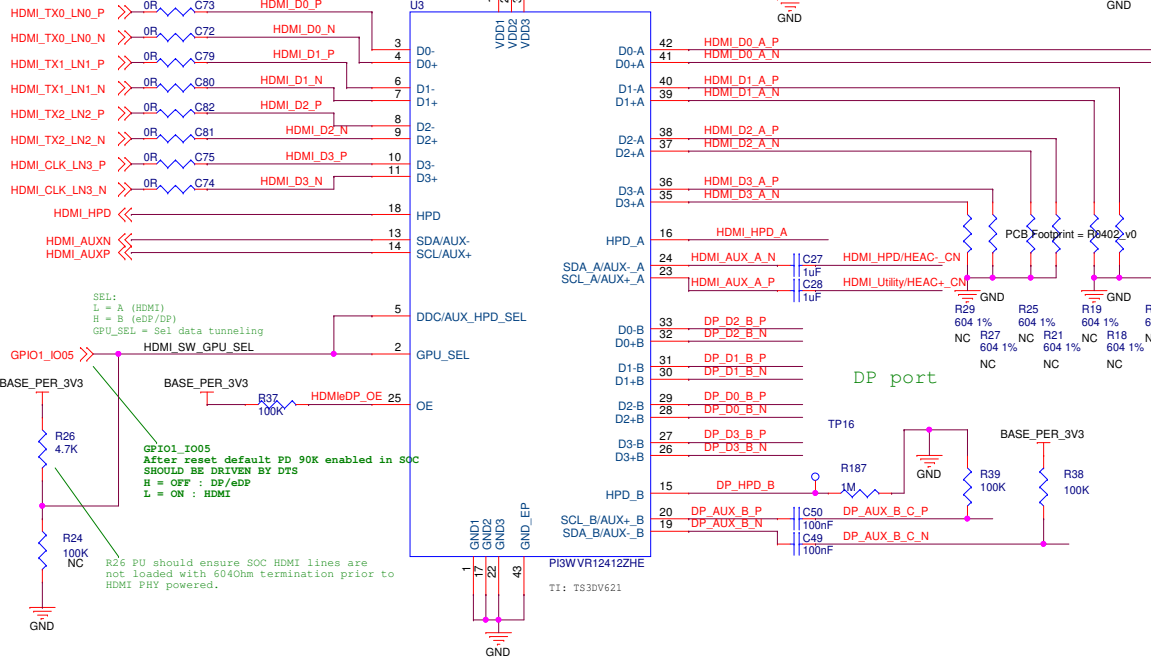 HDMI_TX0_LN0_P 0R C73 HDMI_D0_P
HDMI_TX0_LN0_N 0R C72 HDMI_D0_N
HDMI_TX1_LN1_P 0R C79 HDMI_D1_P
HDMI_TX1_LN1_N 0R C80 HDMI_D1_N
HDMI_TX2_LN2_P 0R C82 HDMI_D2_P
HDMI_TX2_LN2_N 0R C81 HDMI_D2_N
HDMI_CLK_LN3_P 0R C75 HDMI_D3_P
HDMI_CLK_LN3_N 0R C74 HDMI_D3_N
HDMI_HPD
HDMI_AUXN
HDMI_AUXP
SEL:
L = A (HDMI)
H = B (eDP/DP)
GPU_SEL = Sel data tunneling
GPIO1_IO05 HDMI_SW_GPU_SEL
BASE_PER_3V3
BASE_PER_3V3
R37
100K
HDMIeDP_OE
R26
4.7K
GPIO1_IO05
After reset default PD 90K enabled in SOC
SHOULD BE DRIVEN BY DTS
H = OFF : DP/eDP
L = ON : HDMI
R24
100K
NC
R26 PU should ensure SOC HDMI lines are
not loaded with 604Ohm termination prior to
HDMI PHY powered.
GND
U3
VDD1
VDD2
VDD3
3 D0-
4 D0+
6 D1-
7 D1+
8 D2-
9 D2+
10 D3-
11 D3+
18 HPD
13 SDA/AUX-
14 SCL/AUX+
5 DDC/AUX_HPD_SEL
2 GPU_SEL
25 OE
GND1
GND2
GND3
GND_EP
1
17
22
43
GND
PI3WVR12412ZHE
TI: TS3DV621
GND
GND
D0-A 42 HDMI_D0_A_P
D0+A 41 HDMI_D0_A_N
D1-A 40 HDMI_D1_A_P
D1+A 39 HDMI_D1_A_N
D2-A 38 HDMI_D2_A_P
D2+A 37 HDMI_D2_A_N
D3-A 36 HDMI_D3_A_P
D3+A 35 HDMI_D3_A_N
HPD_A 16 HDMI_HPD_A
SDA_A/AUX-_A 24 HDMI_AUX_A_N C27 1uF HDMI_HPD/HEAC-_CN
SCL_A/AUX+_A 23 HDMI_AUX_A_P C28 1uF HDMI_Utility/HEAC+_CN
PCB Footprint = R0402_v0
GND
GND
R29
604 1%
NC
R27
604 1%
NC
R25
604 1%
R21
604 1%
NC
R19
604 1%
R18
604 1%
NC
D0-B 33 DP_D2_B_P
D0+B 32 DP_D2_B_N
D1-B 31 DP_D1_B_P
D1+B 30 DP_D1_B_N
D2-B 29 DP_D0_B_P
D2+B 28 DP_D0_B_N
D3-B 27 DP_D3_B_P
D3+B 26 DP_D3_B_N
DP port
TP16
HPD_B 15 DP_HPD_B
R187
1M
GND
R39
100K
BASE_PER_3V3
R38
100K
SCL_B/AUX+_B 20 DP_AUX_B_P C50 100nF DP_AUX_B_C_P
SDA_B/AUX-_B 19 DP_AUX_B_N C49 100nF DP_AUX_B_C_N